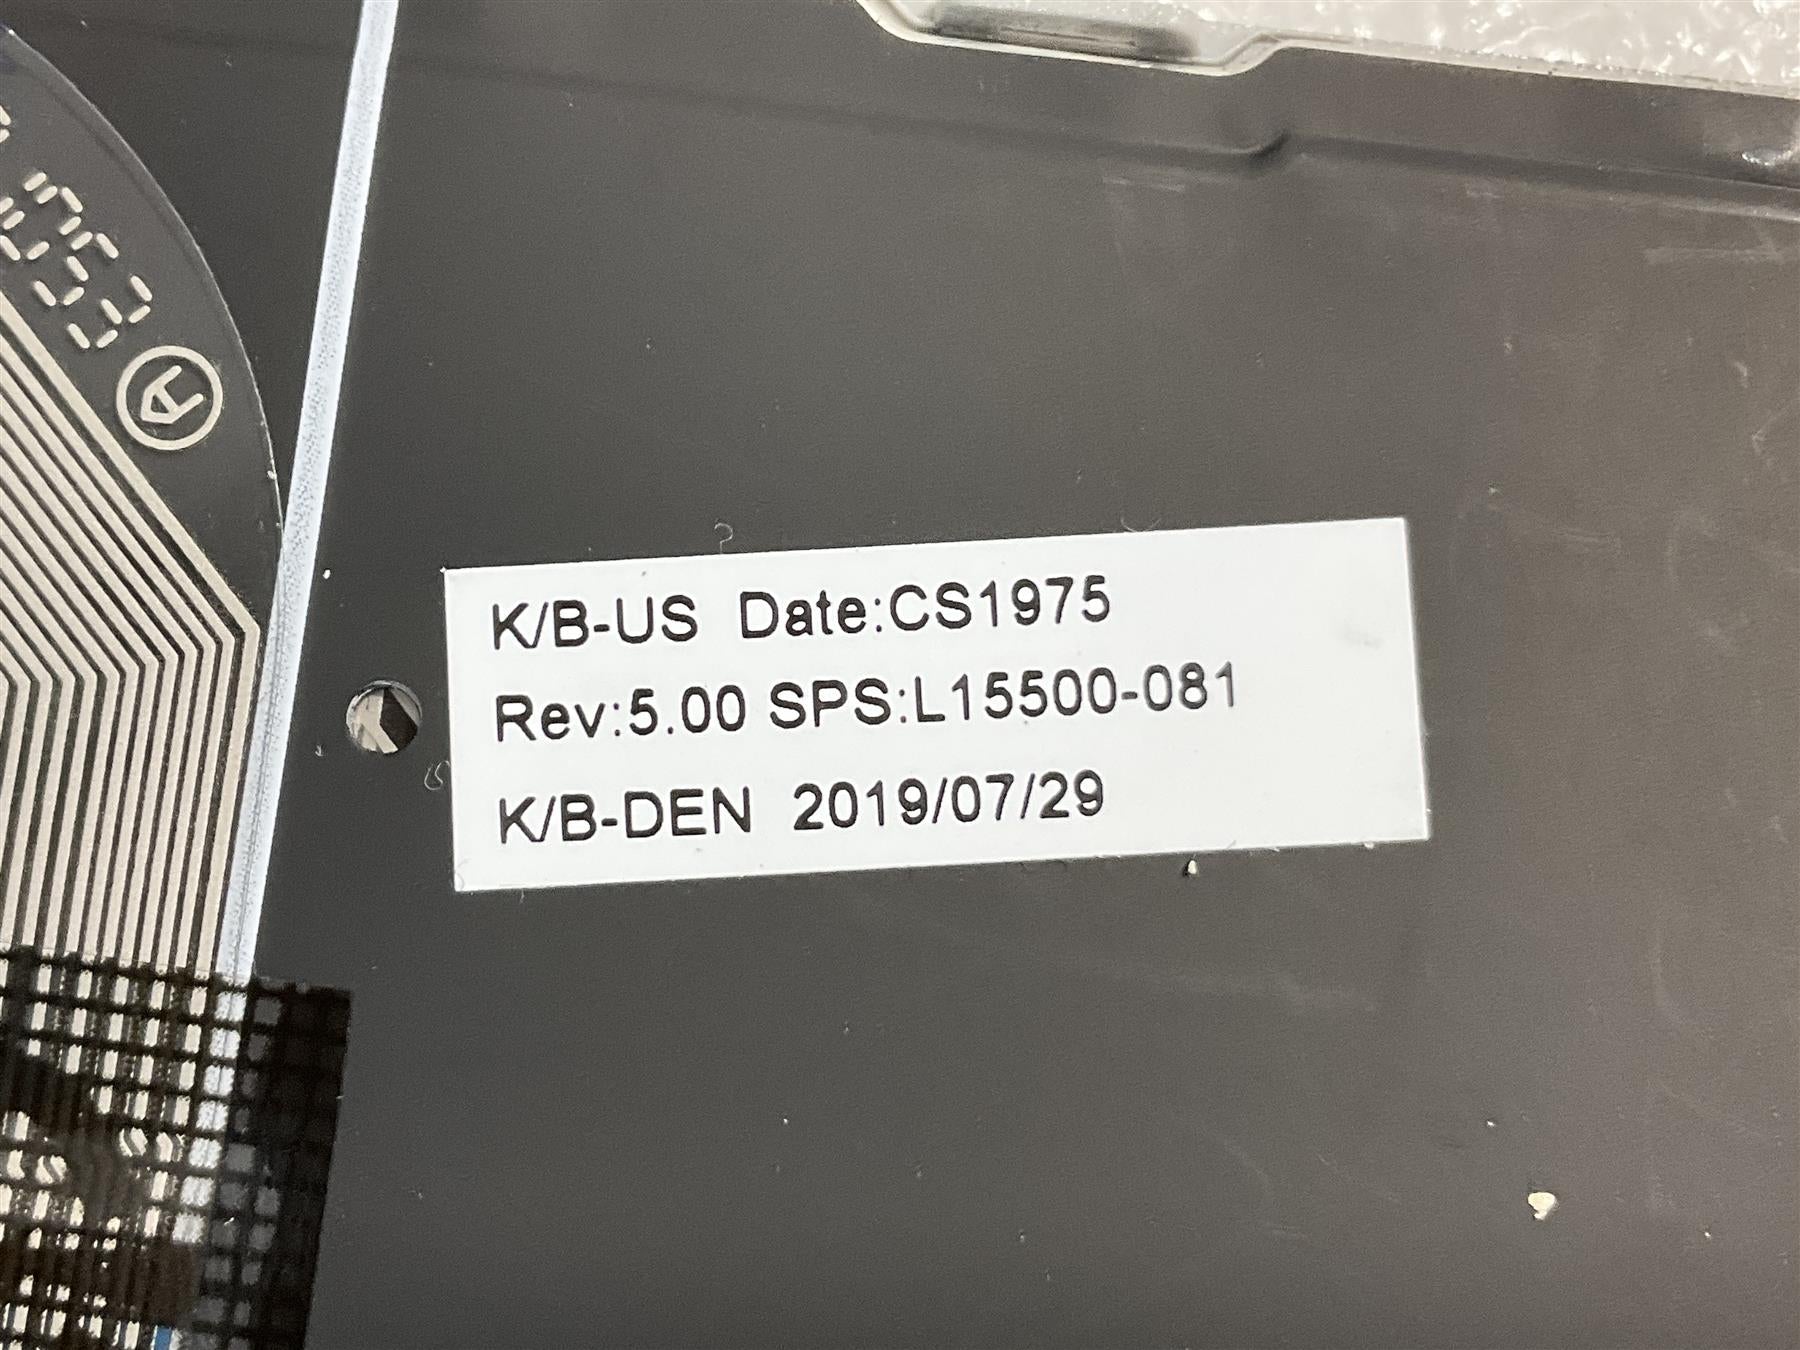 K/B-US Date:CS1975
Rev:5.00 SPS:L15500-081
K/B-DEN 2019/07/29
A